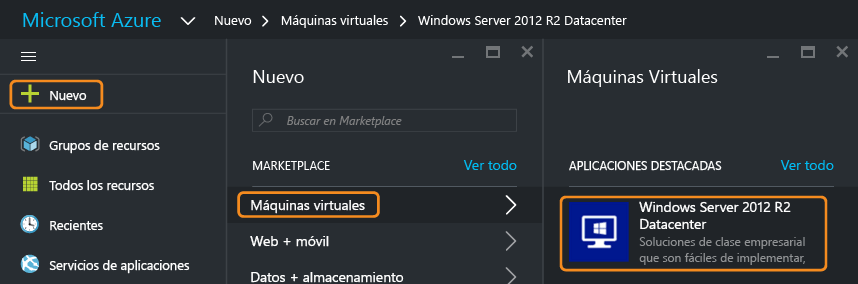 Microsoft Azure Nuevo Máquinas virtuales Windows Server 2012 R2 Datacenter
Nuevo
Grupos de recursos
Todos los recursos
Recientes
Servicios de aplicaciones
Nuevo
Buscar en Marketplace
MARKETPLACE Ver todo
Máquinas virtuales
Web + móvil
Datos + almacenamiento
Máquinas Virtuales
APLICACIONES DESTACADAS Ver todo
Windows Server 2012 R2
Datacenter
Soluciones de clase empresarial
que son fáciles de implementar,